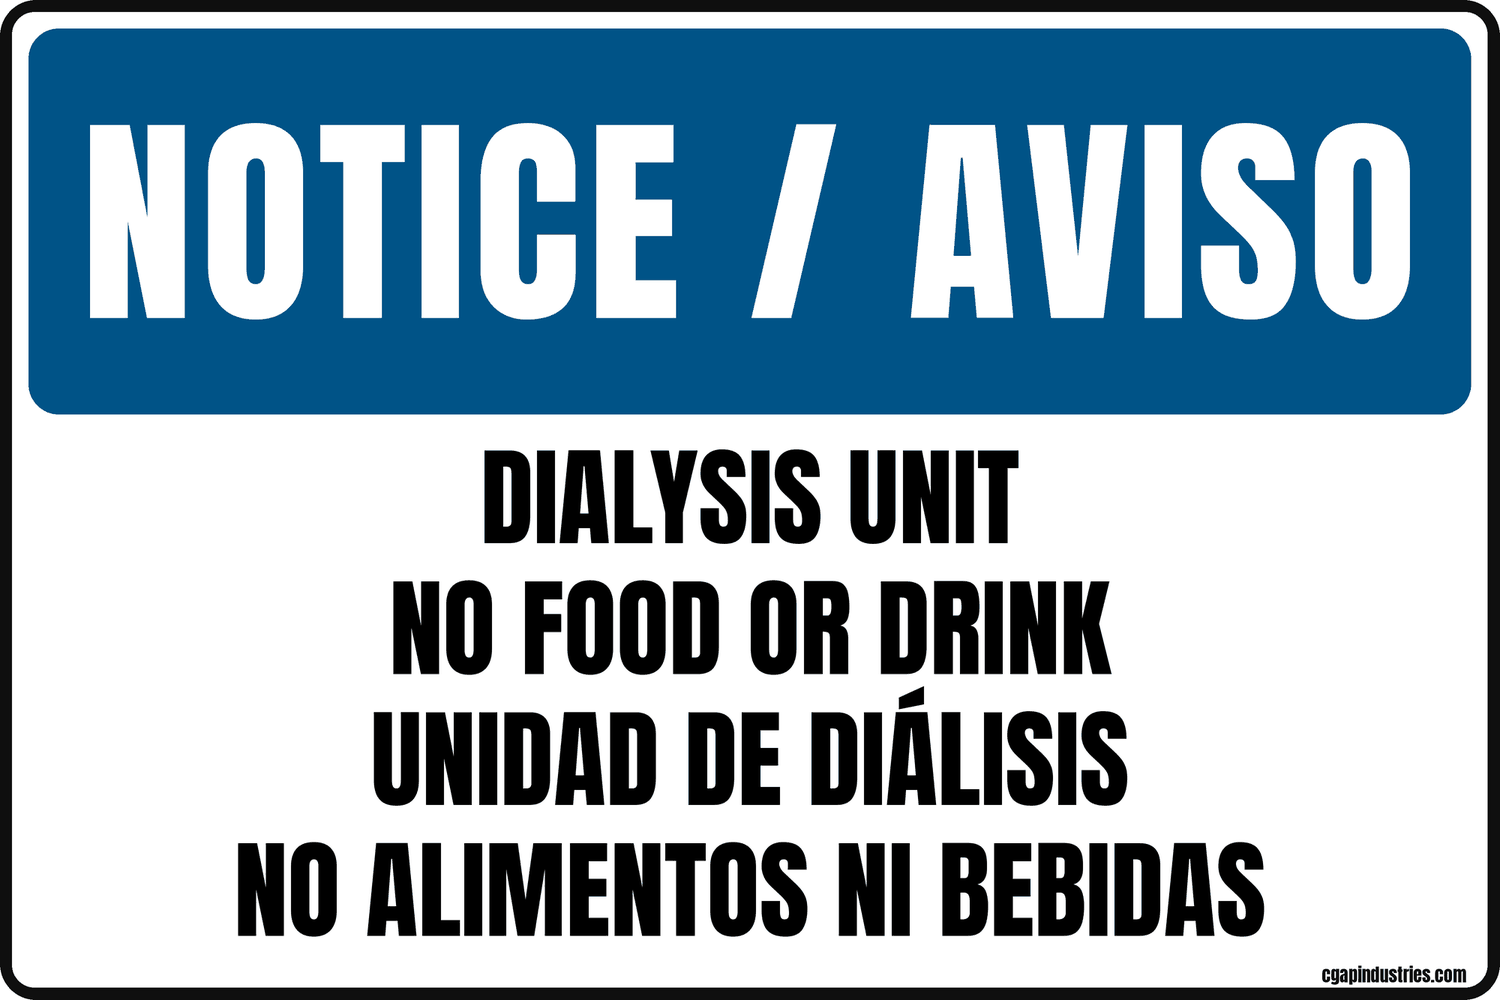 NOTICE / AVISO
DIALYSIS UNIT
NO FOOD OR DRINK
UNIDAD DE DIÁLISIS
NO ALIMENTOS NI BEBIDAS
cgapindustries.com